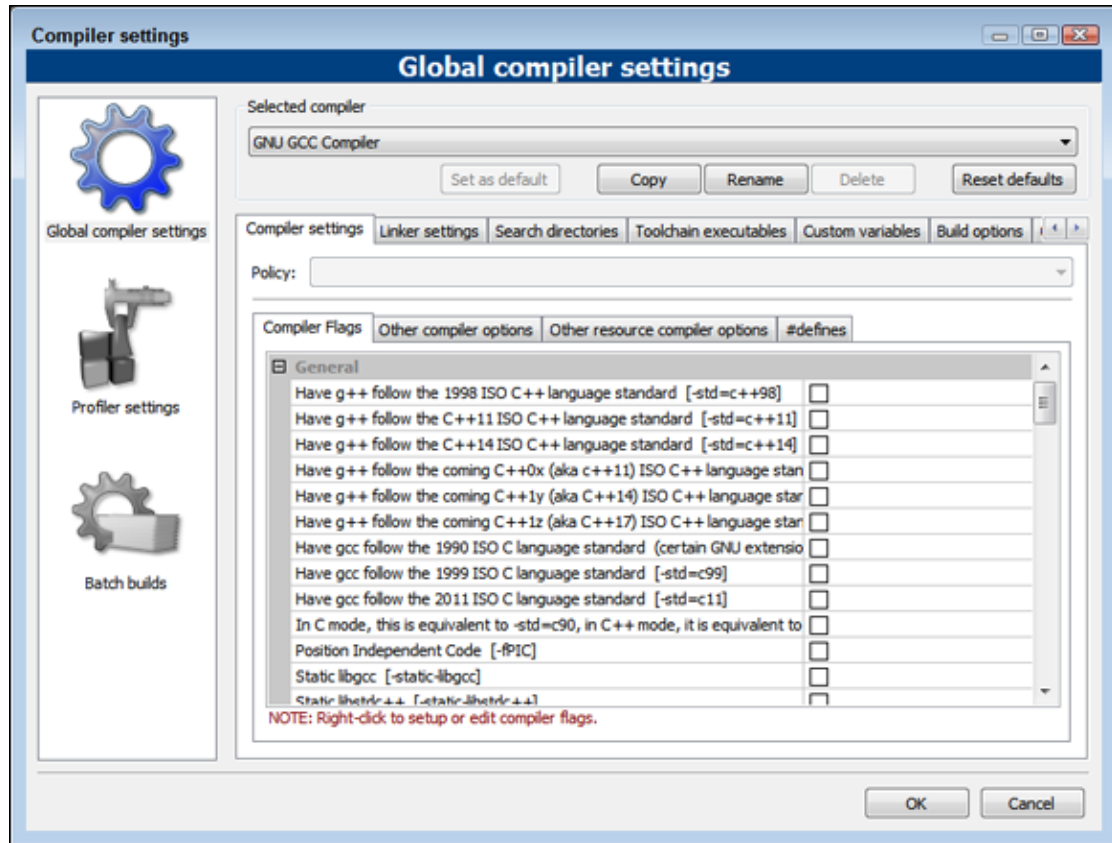 Compiler settings
Global compiler settings
Selected compiler
GNU GCC Compiler
Set as default
Copy
Rename
Delete
Reset defaults
Global compiler settings
Profiler settings
Batch builds
Compiler settings
Linker settings
Search directories
Toolchain executables
Custom variables
Build options
Policy:
Compiler Flags
Other compiler options
Other resource compiler options
#defines
General
Have g++ follow the 1998 ISO C++ language standard [-std=c++98]
Have g++ follow the C++11 ISO C++ language standard [-std=c++11]
Have g++ follow the C++14 ISO C++ language standard [-std=c++14]
Have g++ follow the coming C++0x (aka c++11) ISO C++ language stan
Have g++ follow the coming C++1y (aka C++14) ISO C++ language star
Have g++ follow the coming C++1z (aka C++17) ISO C++ language star
Have gcc follow the 1990 ISO C language standard (certain GNU extensio
Have gcc follow the 1999 ISO C language standard [-std=c99]
Have gcc follow the 2011 ISO C language standard [-std=c11]
In C mode, this is equivalent to -std=c90, in C++ mode, it is equivalent to
Position Independent Code [-fPIC]
Static libgcc [-static-libgcc]
Static libstdc++ [-static-libstdc++]
NOTE: Right-click to setup or edit compiler flags.
OK
Cancel